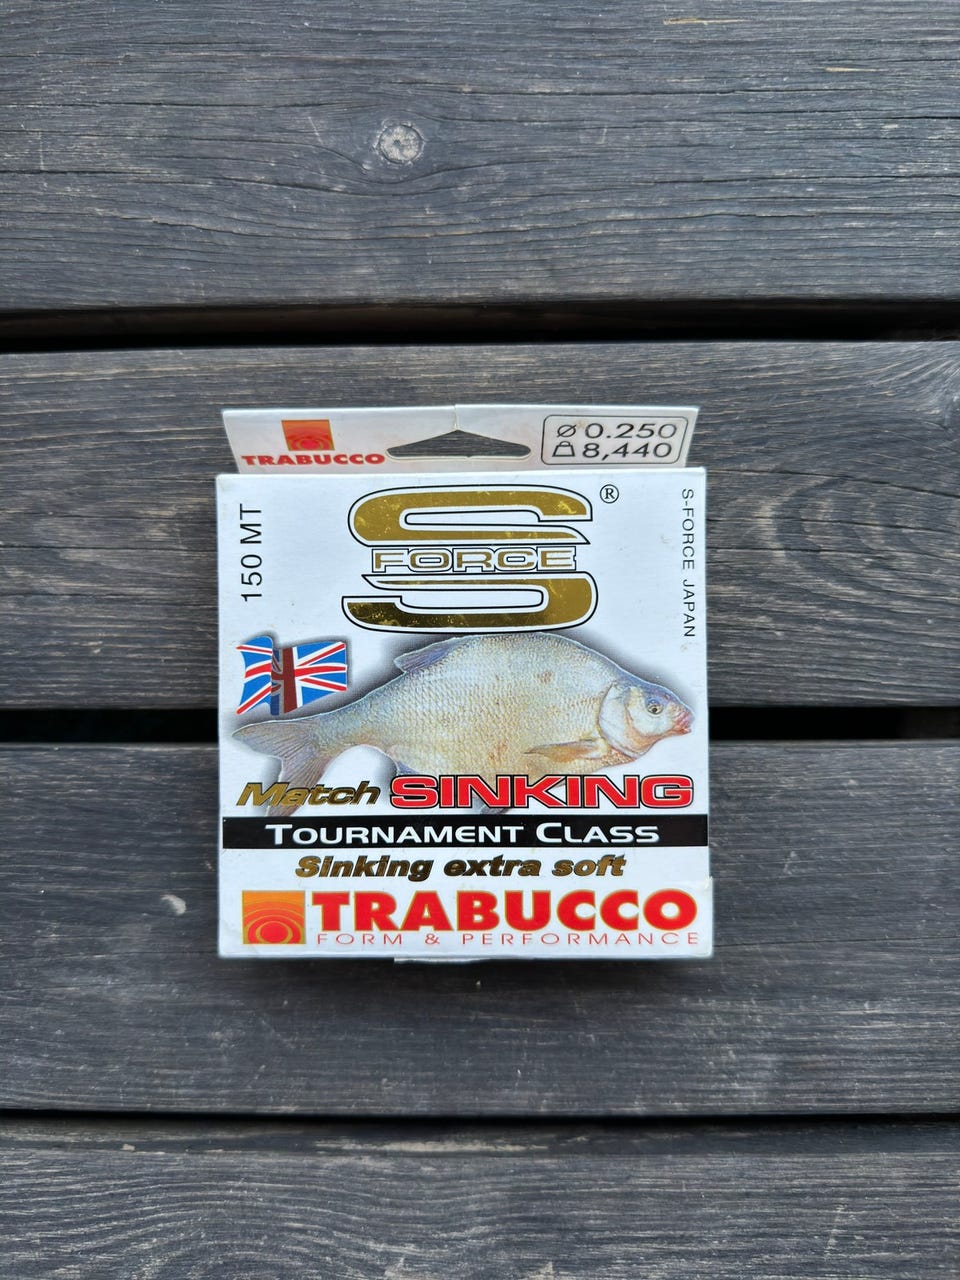 TRABUCCO
Ø 0.250
8,440
150 MT
S
FORCE
®
S-FORCE JAPAN
Match SINKING
TOURNAMENT CLASS
Sinking extra soft
TRABUCCO
FORM & PERFORMANCE